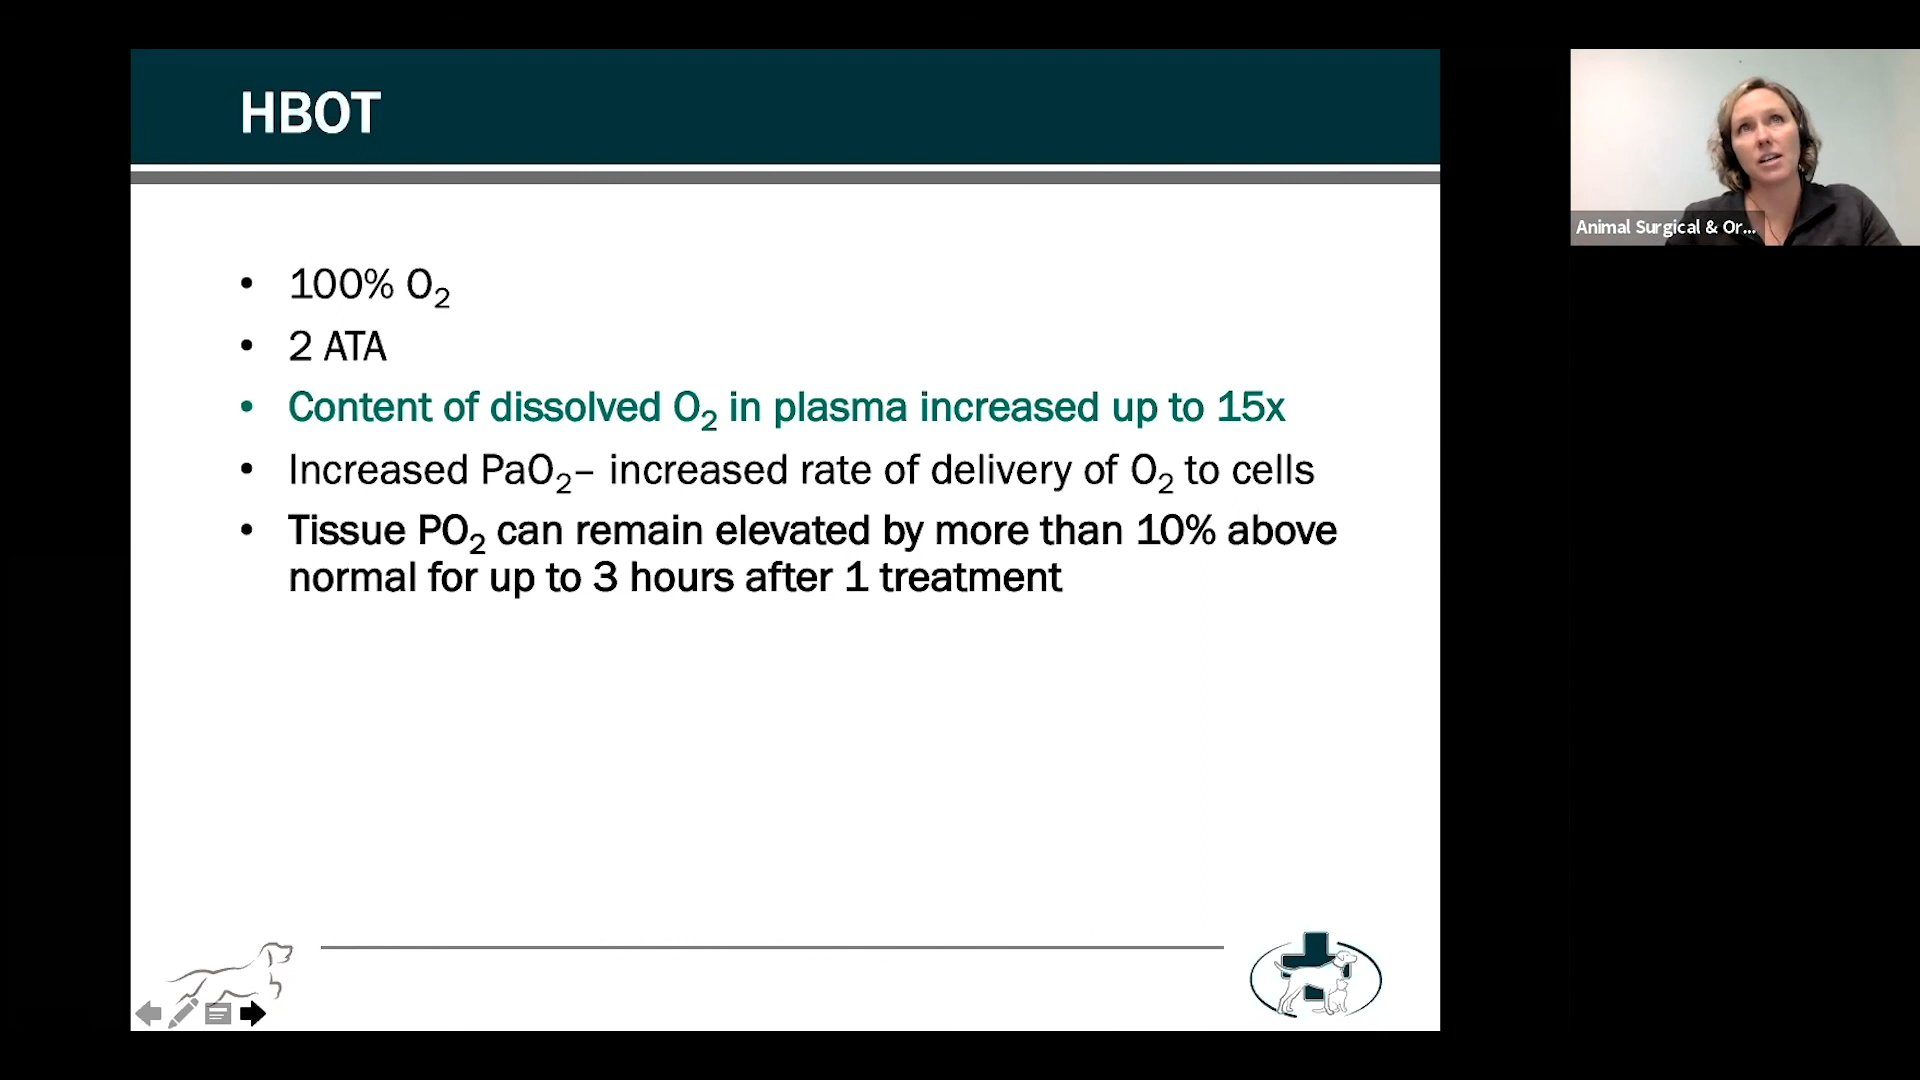 HBOT
• 100% O₂
• 2 ATA
• Content of dissolved O₂ in plasma increased up to 15x
• Increased PaO₂– increased rate of delivery of O₂ to cells
• Tissue PO₂ can remain elevated by more than 10% above
normal for up to 3 hours after 1 treatment
Animal Surgical & Or...